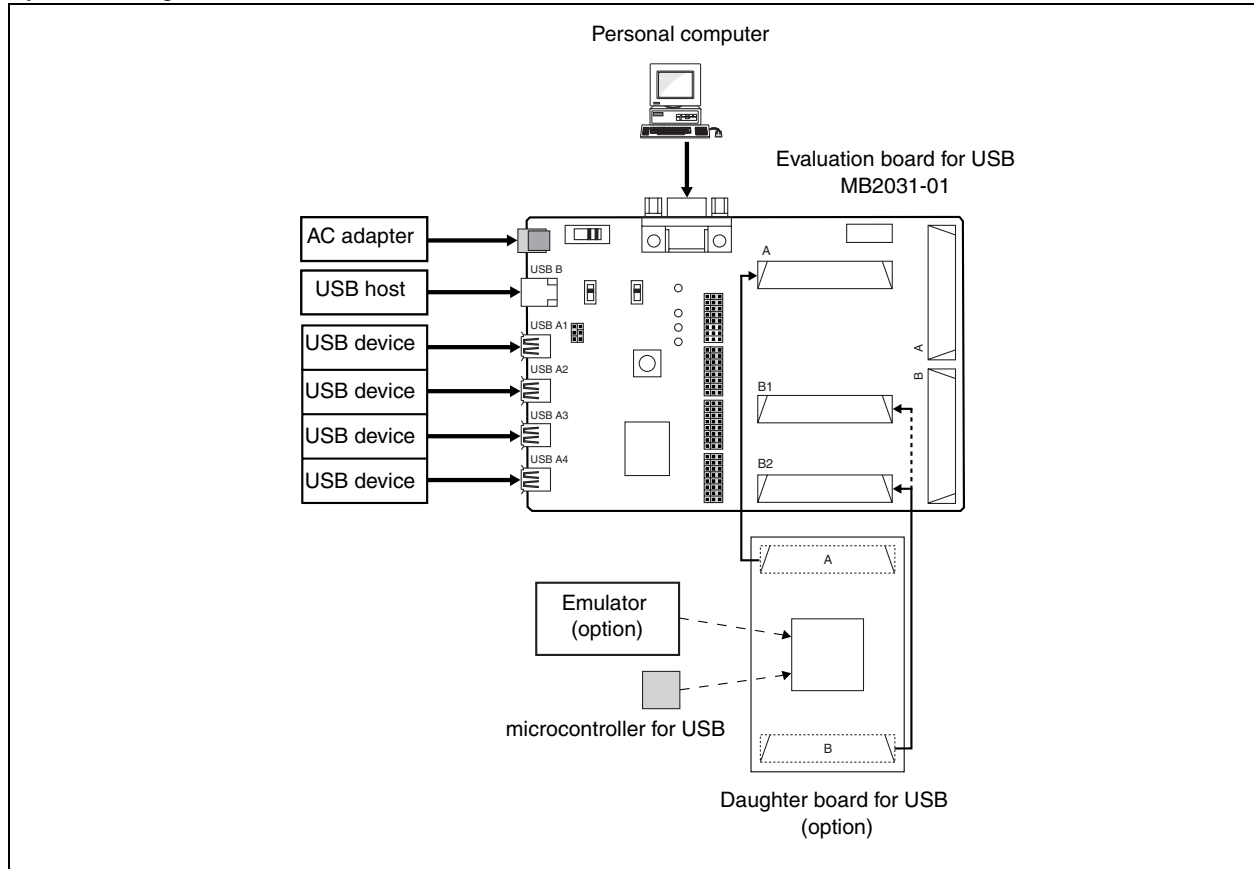 Personal computer
Evaluation board for USB
MB2031-01
AC adapter
USB host
USB device
USB device
USB device
USB device
USB B
USB A1
USB A2
USB A3
USB A4
A
B1
B2
A
B
A
B
Emulator
(option)
microcontroller for USB
Daughter board for USB
(option)